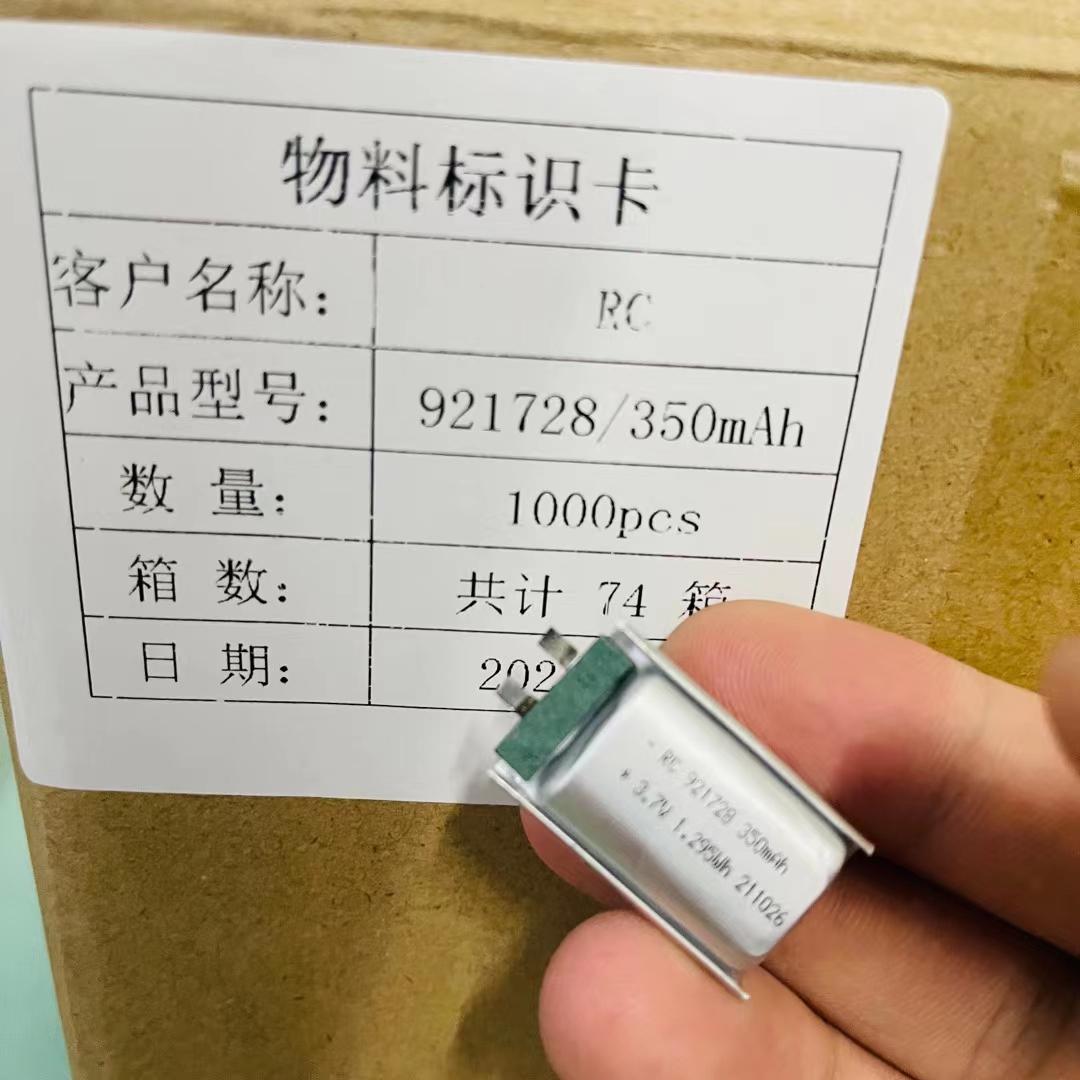 物料标识卡
客户名称: RC
产品型号: 921728/350mAh
数 量: 1000pcs
箱 数: 共计 74 箱
日 期: 202
- RC 921728 350mAh
+ 3.7V 1.295Wh 211026